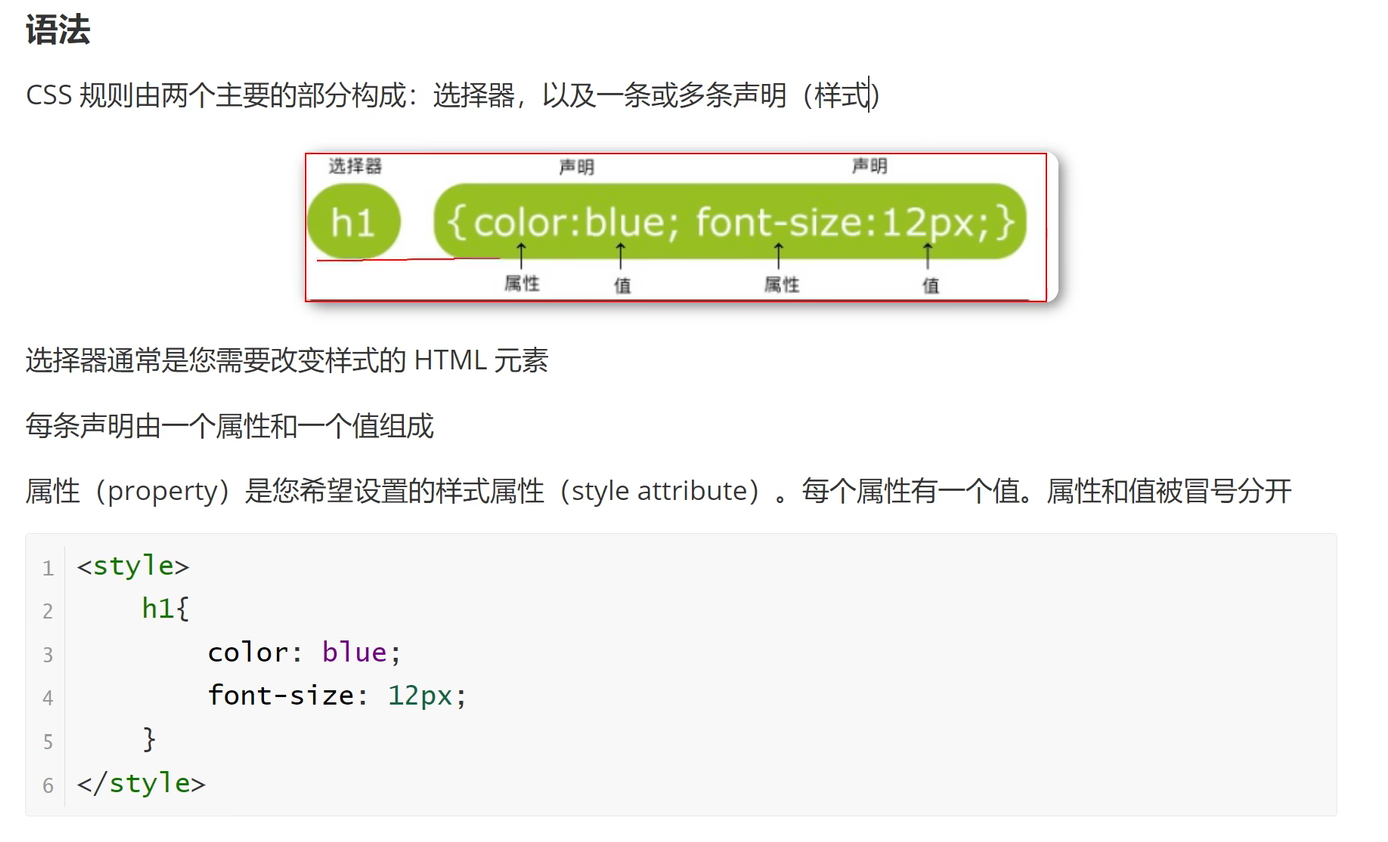 语法
CSS 规则由两个主要的部分构成：选择器，以及一条或多条声明（样式）
选择器 声明 声明
h1 {color:blue; font-size:12px;}
属性 值 属性 值
选择器通常是您需要改变样式的 HTML 元素
每条声明由一个属性和一个值组成
属性（property）是您希望设置的样式属性（style attribute）。每个属性有一个值。属性和值被冒号分开
1 <style>
2 h1{
3 color: blue;
4 font-size: 12px;
5 }
6 </style>